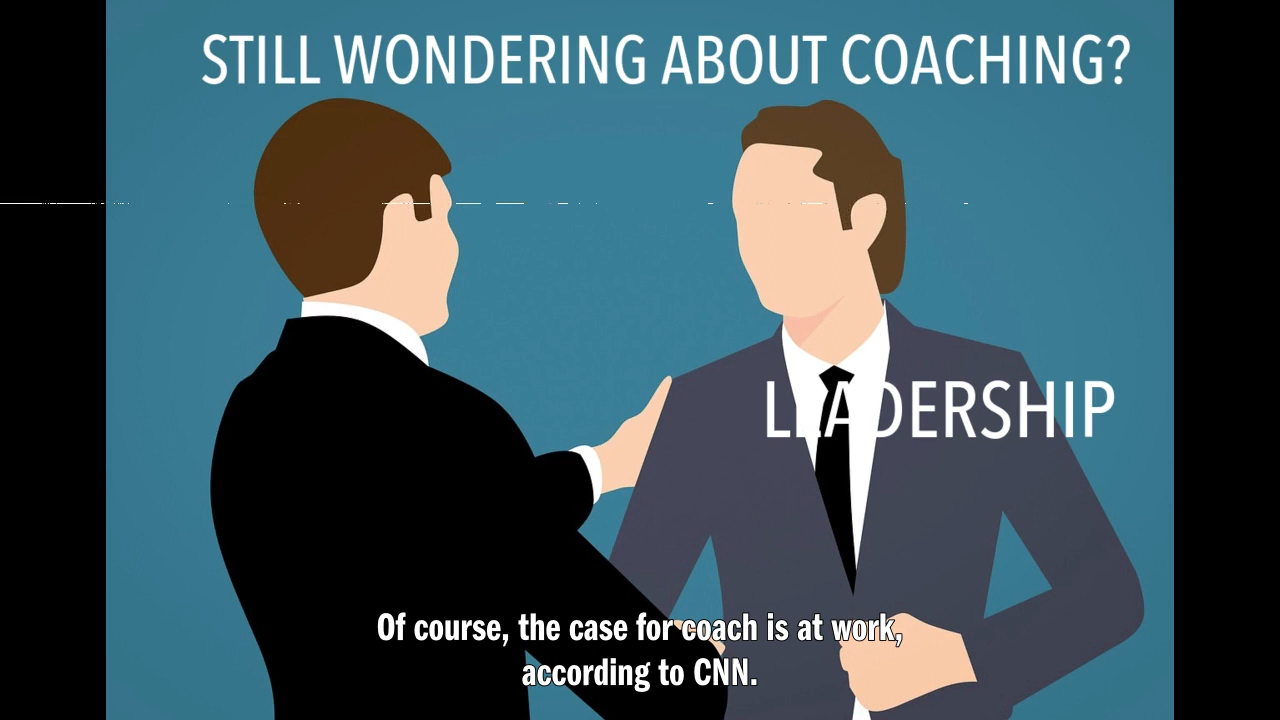 STILL WONDERING ABOUT COACHING?
LEADERSHIP
Of course, the case for coach is at work,
according to CNN.